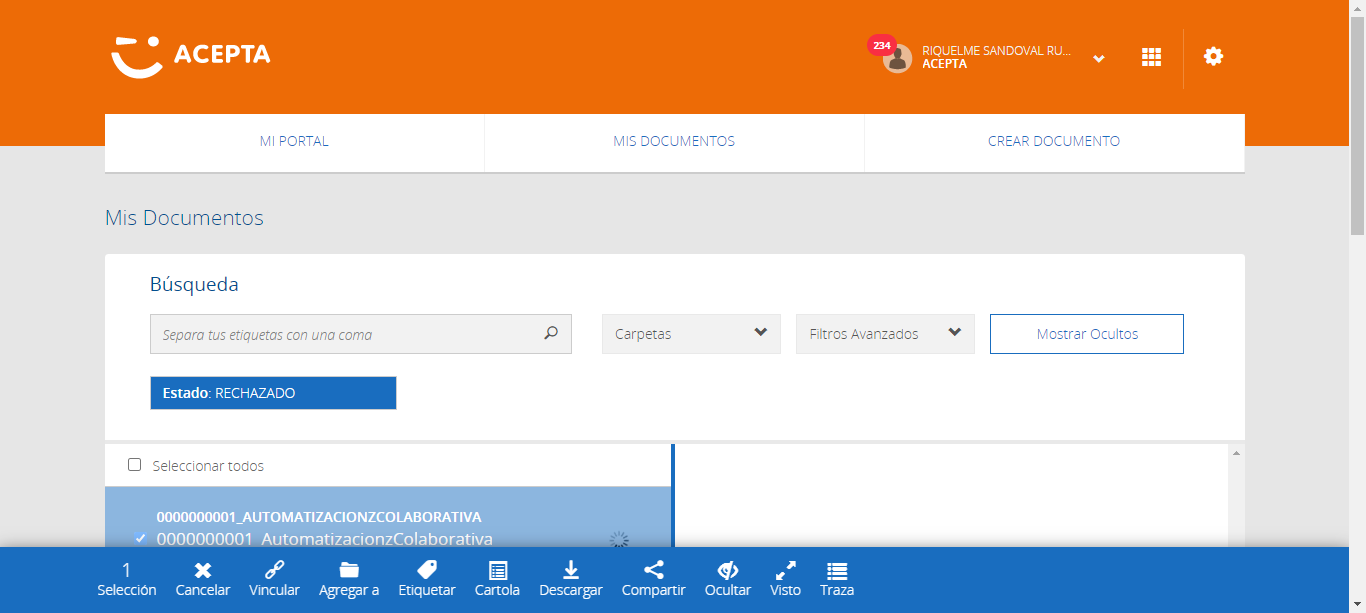 ACEPTA
234
RIQUELME SANDOVAL RU...
ACEPTA
MI PORTAL
MIS DOCUMENTOS
CREAR DOCUMENTO
Mis Documentos
Búsqueda
Separa tus etiquetas con una coma
Carpetas
Filtros Avanzados
Mostrar Ocultos
Estado: RECHAZADO
Seleccionar todos
0000000001_AUTOMATIZACIONZCOLABORATIVA
0000000001_AutomatizacionzColaborativa
1
Selección
Cancelar
Vincular
Agregar a
Etiquetar
Cartola
Descargar
Compartir
Ocultar
Visto
Traza